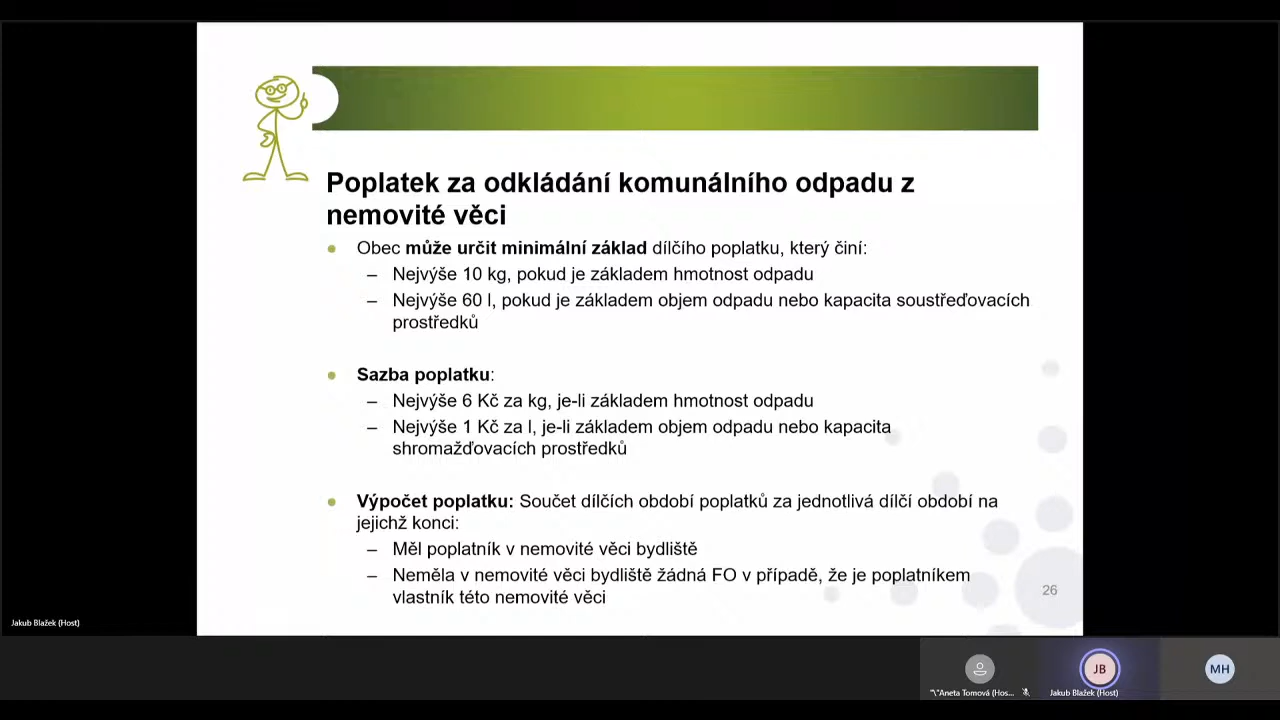 Poplatek za odkládání komunálního odpadu z
nemovité věci
Obec může určit minimální základ dílčího poplatku, který činí:
– Nejvýše 10 kg, pokud je základem hmotnost odpadu
– Nejvýše 60 l, pokud je základem objem odpadu nebo kapacita soustřeďovacích
prostředků
Sazba poplatku:
– Nejvýše 6 Kč za kg, je-li základem hmotnost odpadu
– Nejvýše 1 Kč za l, je-li základem objem odpadu nebo kapacita
shromažďovacích prostředků
Výpočet poplatku: Součet dílčích období poplatků za jednotlivá dílčí období na
jejichž konci:
– Měl poplatník v nemovité věci bydliště
– Neměla v nemovité věci bydliště žádná FO v případě, že je poplatníkem
vlastník této nemovité věci
26
Jakub Blažek (Host)
JB
MH
"\"Aneta Tomová (Hos...
Jakub Blažek (Host)